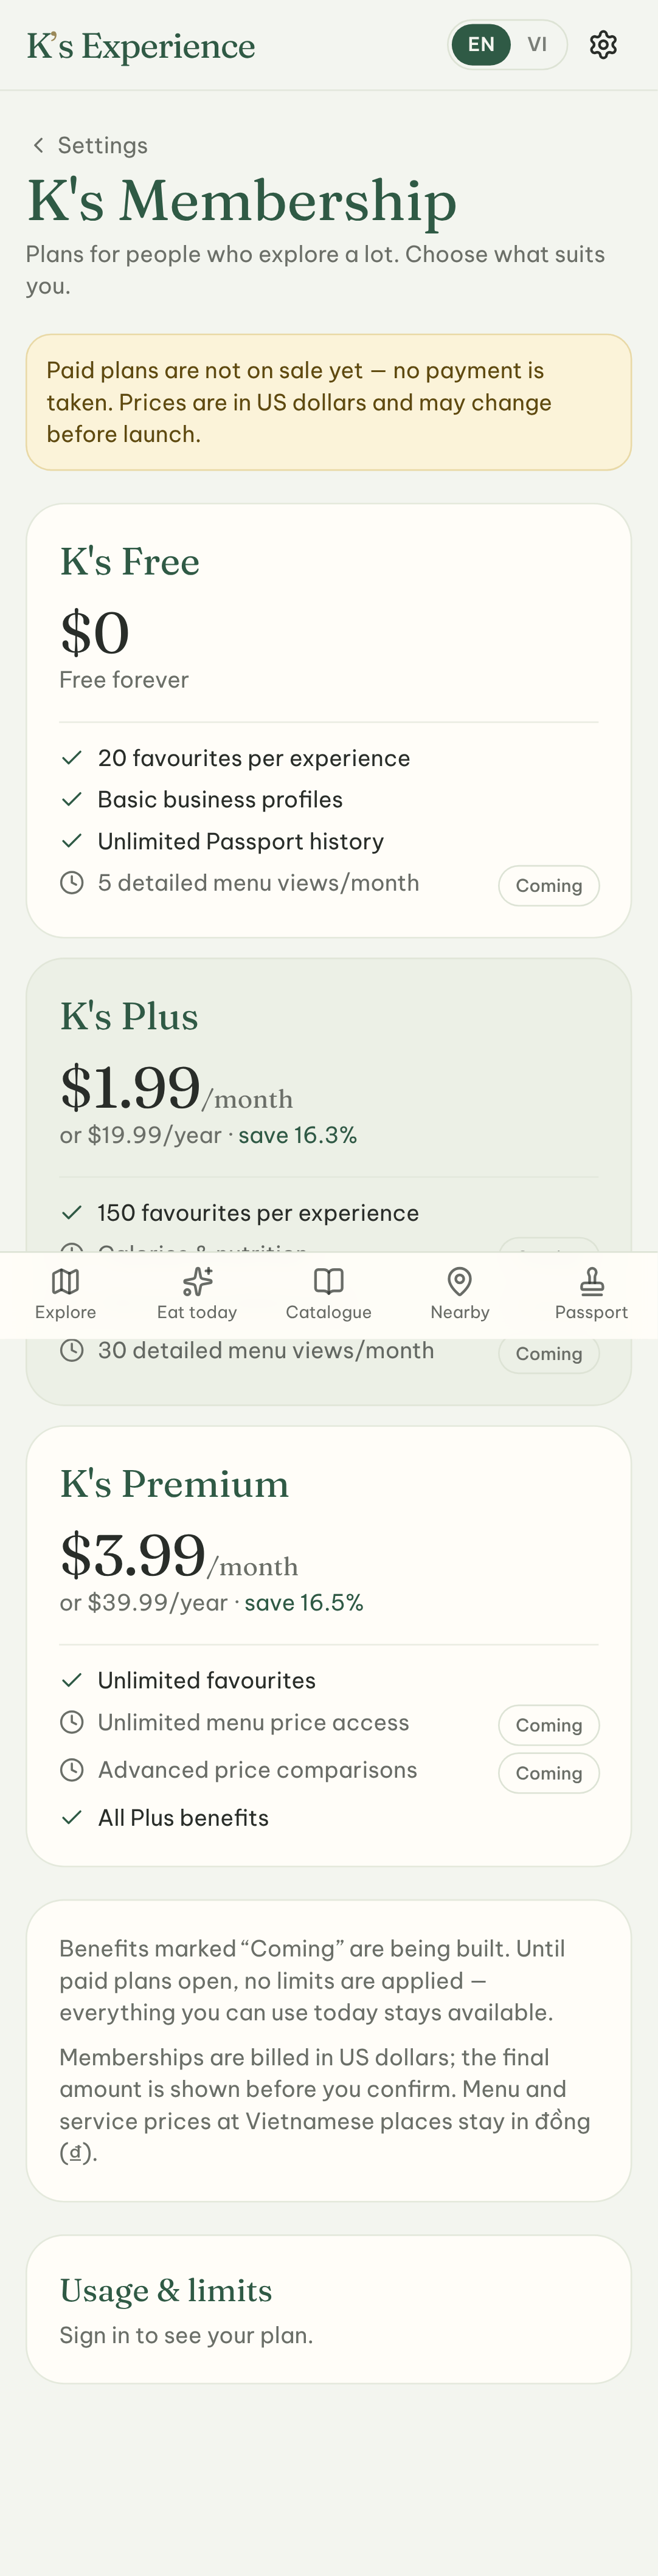 K’s Experience
EN VI
Settings
K's Membership
Plans for people who explore a lot. Choose what suits
you.
Paid plans are not on sale yet — no payment is
taken. Prices are in US dollars and may change
before launch.
K's Free
$0
Free forever
20 favourites per experience
Basic business profiles
Unlimited Passport history
5 detailed menu views/month Coming
K's Plus
$1.99/month
or $19.99/year · save 16.3%
150 favourites per experience
Explore Eat today Catalogue Nearby Passport
30 detailed menu views/month Coming
K's Premium
$3.99/month
or $39.99/year · save 16.5%
Unlimited favourites
Unlimited menu price access Coming
Advanced price comparisons Coming
All Plus benefits
Benefits marked “Coming” are being built. Until
paid plans open, no limits are applied —
everything you can use today stays available.
Memberships are billed in US dollars; the final
amount is shown before you confirm. Menu and
service prices at Vietnamese places stay in đồng
(₫).
Usage & limits
Sign in to see your plan.